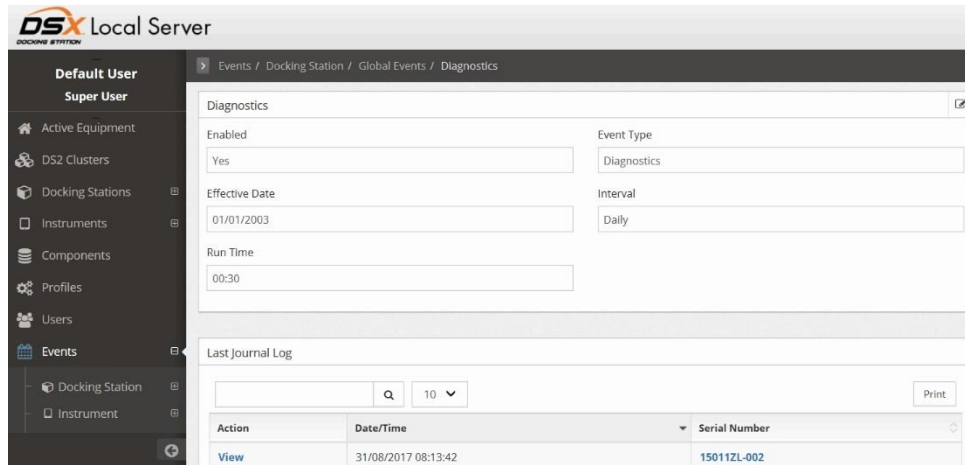 DSX Local Server
DOCKING STATION
Default User
Super User
Active Equipment
DS2 Clusters
Docking Stations
Instruments
Components
Profiles
Users
Events
Docking Station
Instrument
Events / Docking Station / Global Events / Diagnostics
Diagnostics
Enabled
Event Type
Yes
Diagnostics
Effective Date
Interval
01/01/2003
Daily
Run Time
00:30
Last Journal Log
10
Print
Action Date/Time Serial Number
View 31/08/2017 08:13:42 15011ZL-002